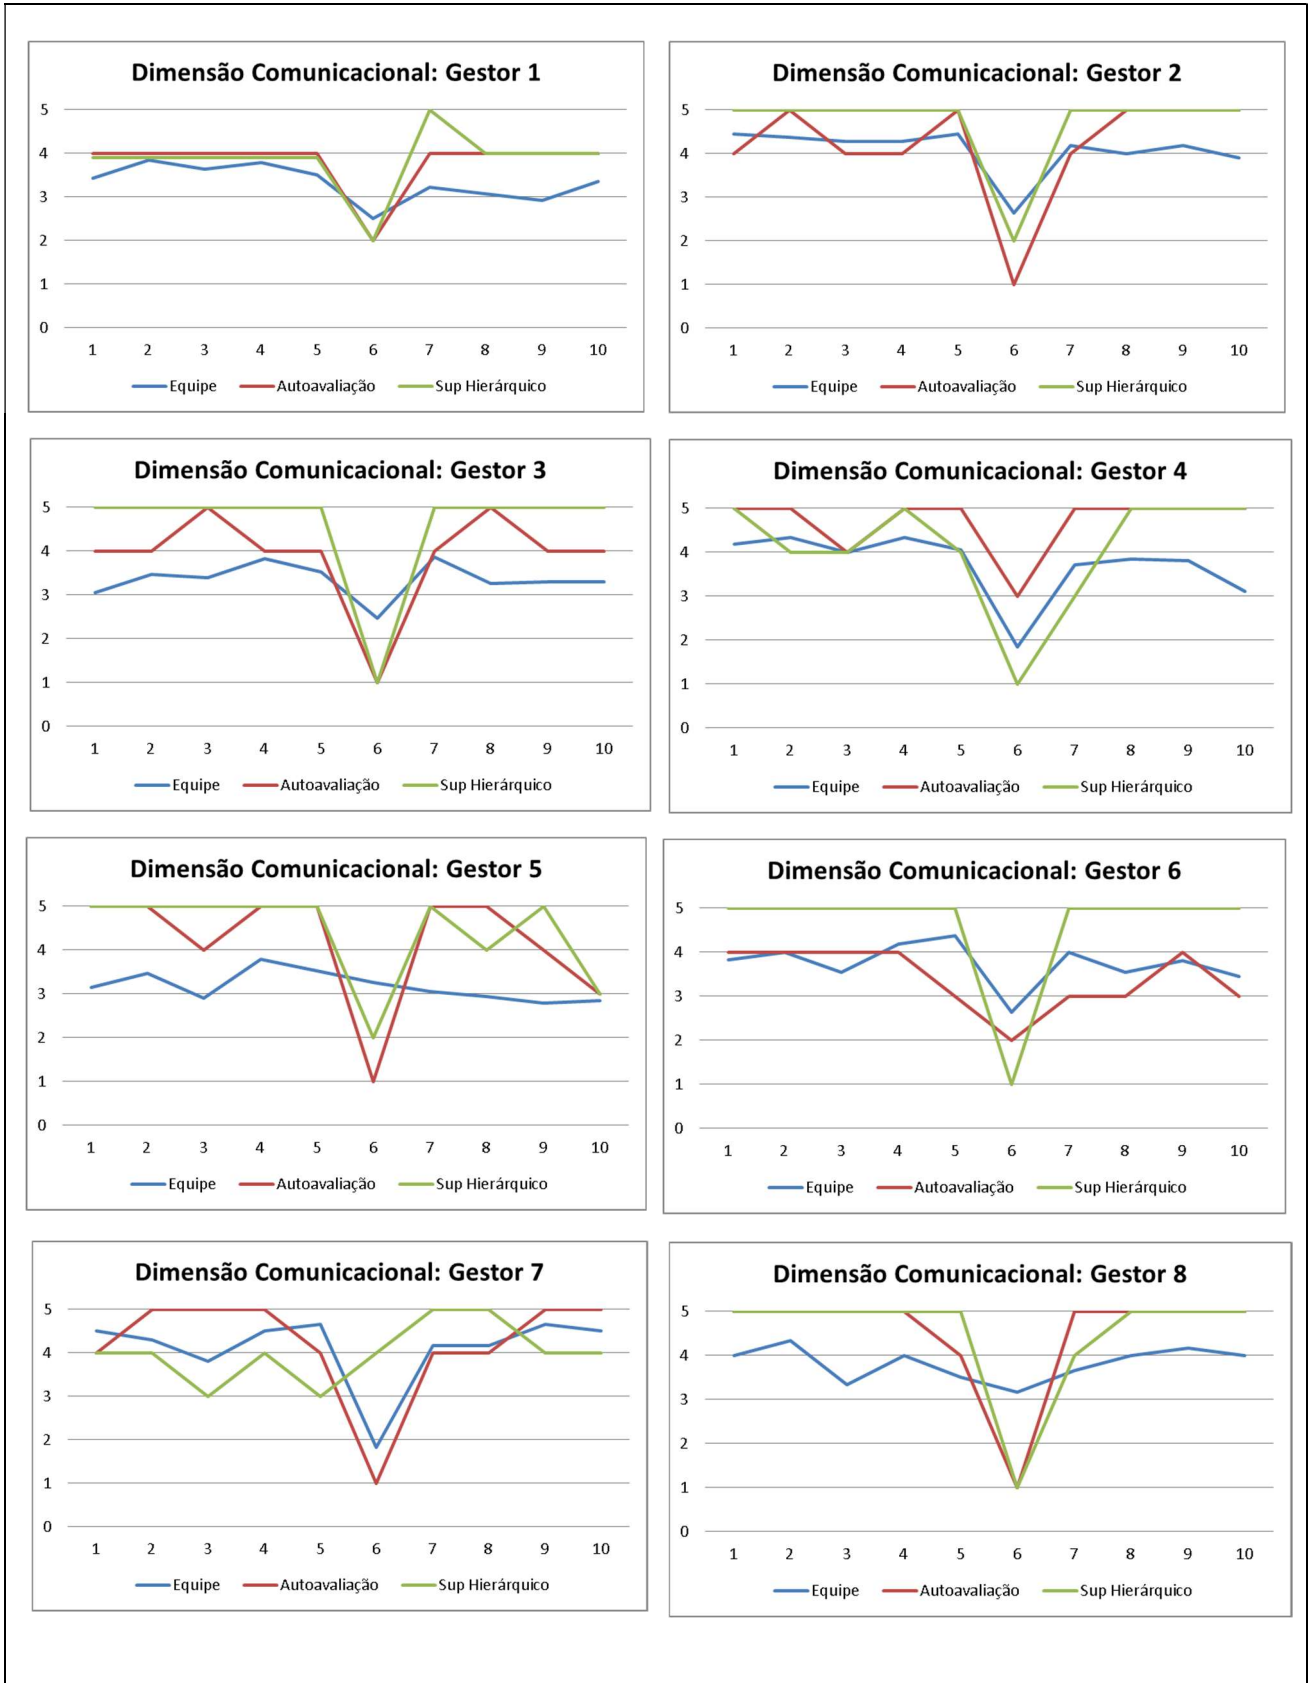 Dimensão Comunicacional: Gestor 1
5
4
3
2
1
0
1 2 3 4 5 6 7 8 9 10
Equipe Autoavaliação Sup Hierárquico
Dimensão Comunicacional: Gestor 2
5
4
3
2
1
0
1 2 3 4 5 6 7 8 9 10
Equipe Autoavaliação Sup Hierárquico
Dimensão Comunicacional: Gestor 3
5
4
3
2
1
0
1 2 3 4 5 6 7 8 9 10
Equipe Autoavaliação Sup Hierárquico
Dimensão Comunicacional: Gestor 4
5
4
3
2
1
0
1 2 3 4 5 6 7 8 9 10
Equipe Autoavaliação Sup Hierárquico
Dimensão Comunicacional: Gestor 5
5
4
3
2
1
0
1 2 3 4 5 6 7 8 9 10
Equipe Autoavaliação Sup Hierárquico
Dimensão Comunicacional: Gestor 6
5
4
3
2
1
0
1 2 3 4 5 6 7 8 9 10
Equipe Autoavaliação Sup Hierárquico
Dimensão Comunicacional: Gestor 7
5
4
3
2
1
0
1 2 3 4 5 6 7 8 9 10
Equipe Autoavaliação Sup Hierárquico
Dimensão Comunicacional: Gestor 8
5
4
3
2
1
0
1 2 3 4 5 6 7 8 9 10
Equipe Autoavaliação Sup Hierárquico